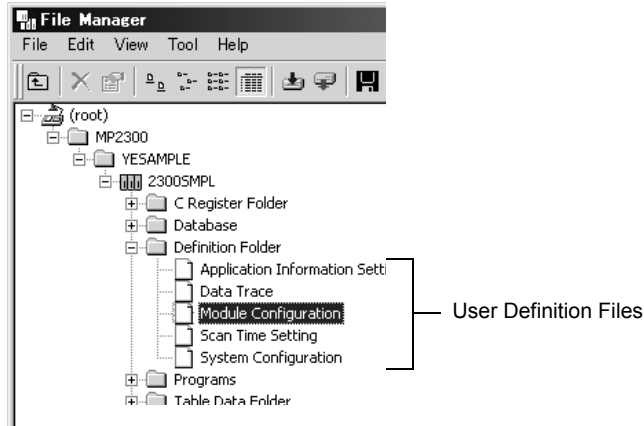 File Manager
File Edit View Tool Help
(root)
MP2300
YESAMPLE
2300SMPL
C Register Folder
Database
Definition Folder
Application Information Setti
Data Trace
Module Configuration
User Definition Files
Scan Time Setting
System Configuration
Programs
Table Data Folder